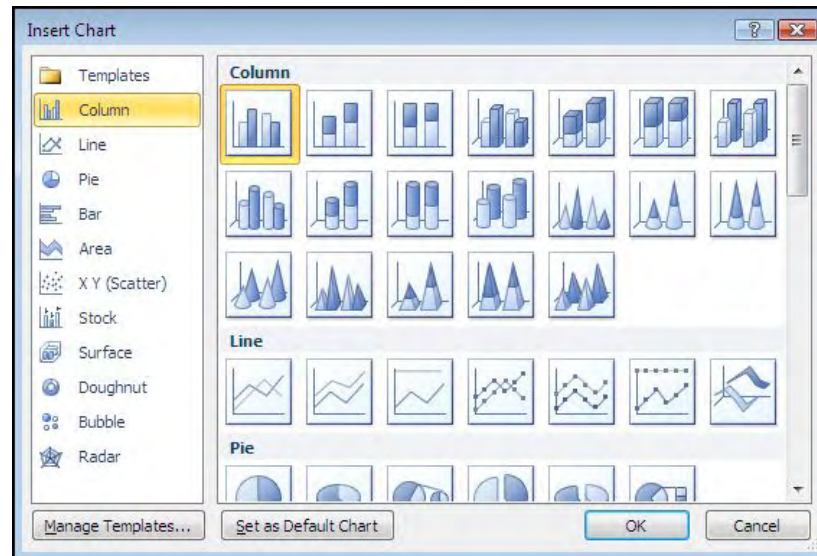 Insert Chart
Templates
Column
Line
Pie
Bar
Area
X Y (Scatter)
Stock
Surface
Doughnut
Bubble
Radar
Column
Line
Pie
Manage Templates...
Set as Default Chart
OK
Cancel